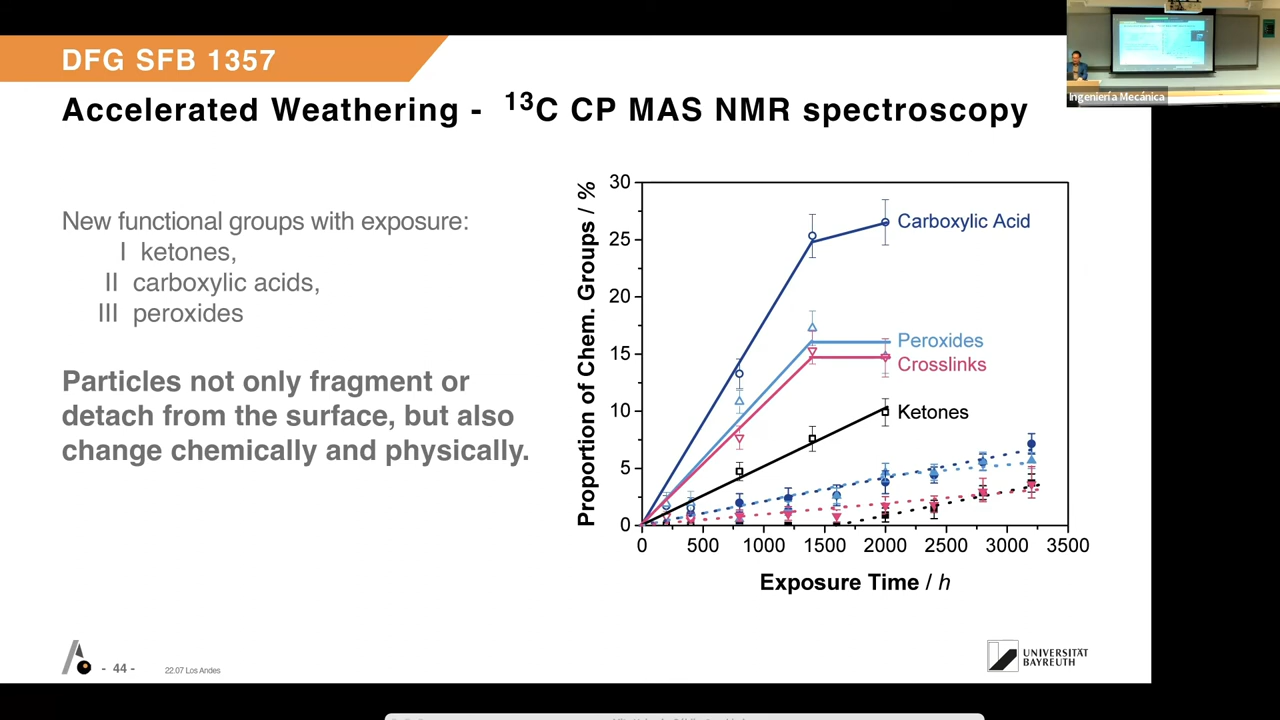 DFG SFB 1357
Accelerated Weathering - 13C CP MAS NMR spectroscopy
Ingeniería Mecánica
New functional groups with exposure:
I ketones,
II carboxylic acids,
III peroxides
Particles not only fragment or
detach from the surface, but also
change chemically and physically.
Proportion of Chem. Groups / %
30
25
20
15
10
5
0
Carboxylic Acid
Peroxides
Crosslinks
Ketones
0 500 1000 1500 2000 2500 3000 3500
Exposure Time / h
- 44 -
22.07 Los Andes
UNIVERSITÄT
BAYREUTH